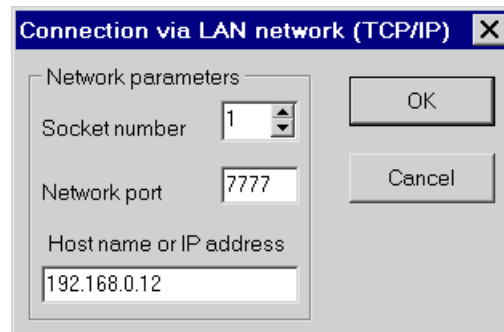 Connection via LAN network (TCP/IP)
Network parameters
Socket number 1
Network port 7777
Host name or IP address
192.168.0.12
OK
Cancel